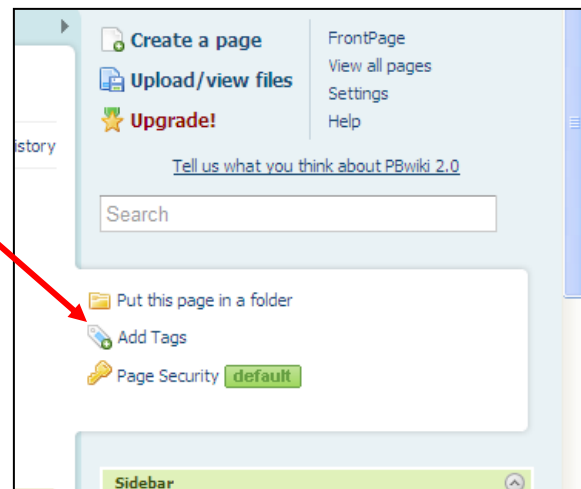 Create a page
Upload/view files
Upgrade!
FrontPage
View all pages
Settings
Help
istory
Tell us what you think about PBwiki 2.0
Search
Put this page in a folder
Add Tags
Page Security default
Sidebar